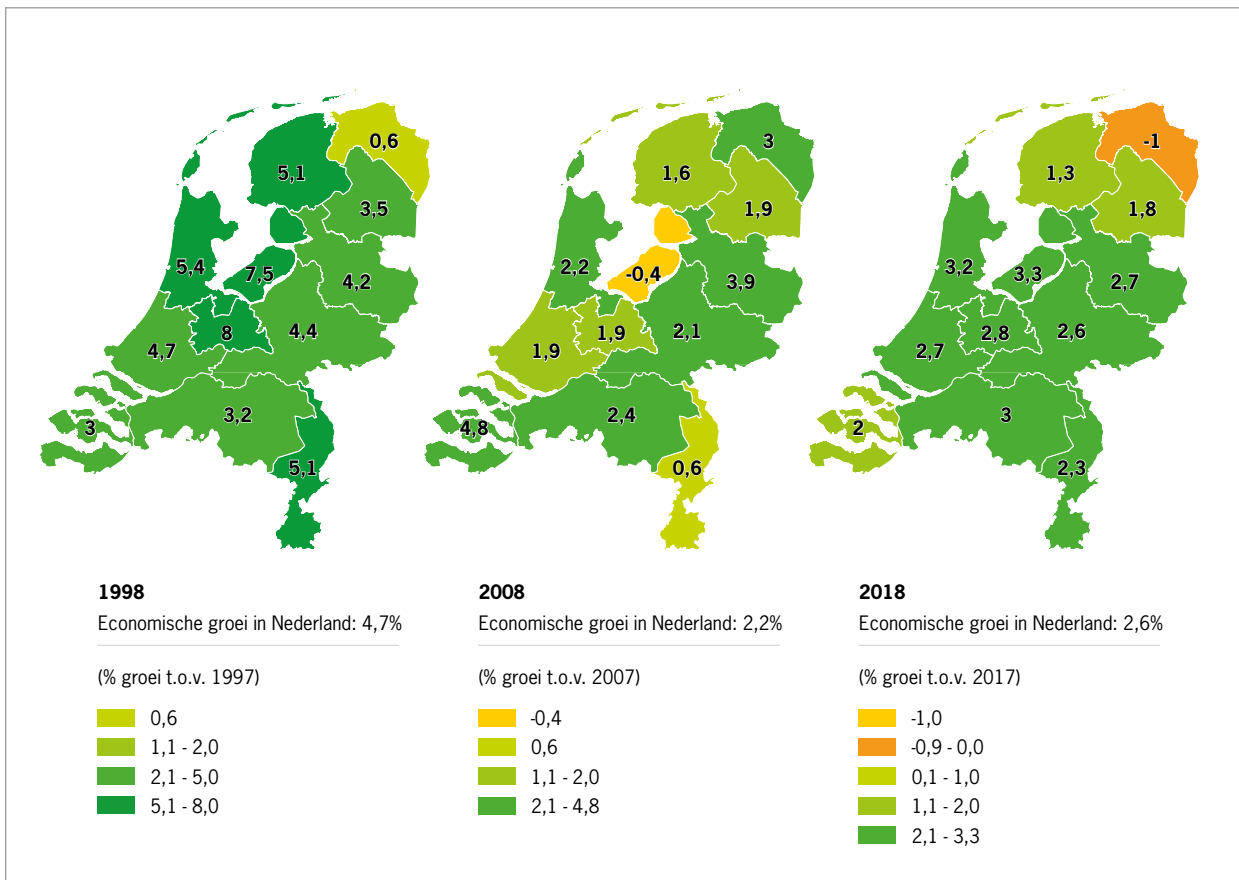 0,6
5,1
3,5
5,4
7,5
4,2
8
4,4
4,7
3,2
3
5,1
3
1,6
1,9
2,2
-0,4
3,9
1,9
2,1
1,9
2,4
4,8
0,6
-1
1,3
1,8
3,2
3,3
2,7
2,8
2,6
2,7
3
2
2,3
1998
Economische groei in Nederland: 4,7%
(% groei t.o.v. 1997)
0,6
1,1 - 2,0
2,1 - 5,0
5,1 - 8,0
2008
Economische groei in Nederland: 2,2%
(% groei t.o.v. 2007)
-0,4
0,6
1,1 - 2,0
2,1 - 4,8
2018
Economische groei in Nederland: 2,6%
(% groei t.o.v. 2017)
-1,0
-0,9 - 0,0
0,1 - 1,0
1,1 - 2,0
2,1 - 3,3